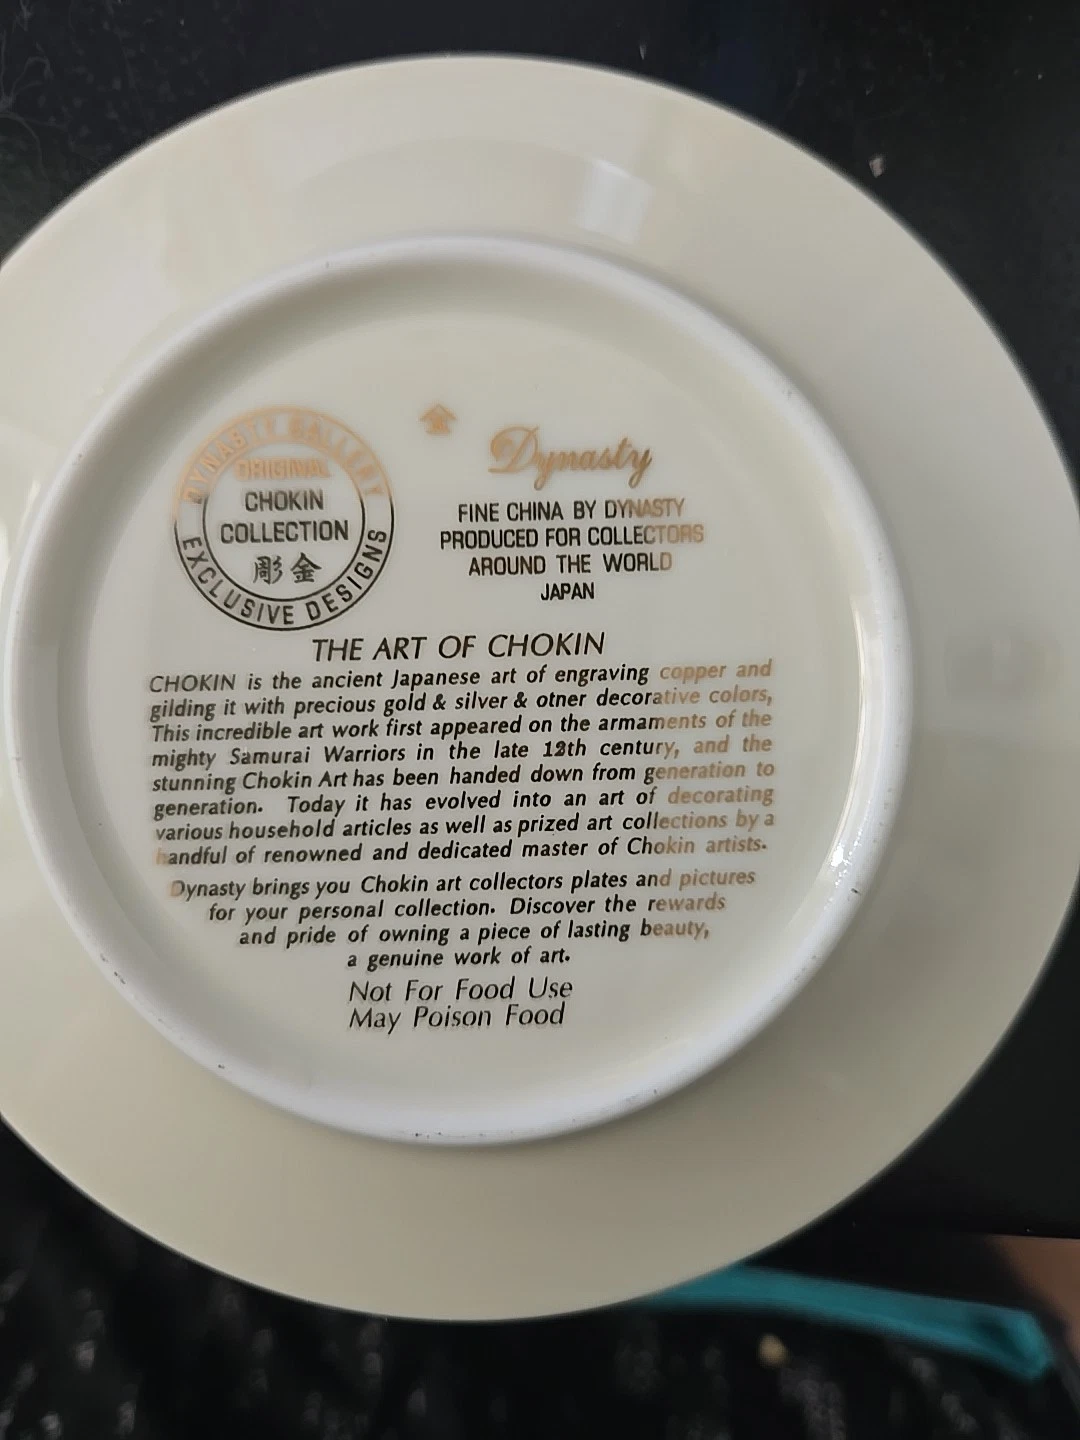 DYNASTY GALLERY
ORIGINAL
CHOKIN
COLLECTION
彫金
EXCLUSIVE DESIGNS
Dynasty
FINE CHINA BY DYNASTY
PRODUCED FOR COLLECTORS
AROUND THE WORLD
JAPAN
THE ART OF CHOKIN
CHOKIN is the ancient Japanese art of engraving copper and
gilding it with precious gold & silver & otner decorative colors,
This incredible art work first appeared on the armaments of the
mighty Samurai Warriors in the late 12th century, and the
stunning Chokin Art has been handed down from generation to
generation. Today it has evolved into an art of decorating
various household articles as well as prized art collections by a
handful of renowned and dedicated master of Chokin artists.
Dynasty brings you Chokin art collectors plates and pictures
for your personal collection. Discover the rewards
and pride of owning a piece of lasting beauty,
a genuine work of art.
Not For Food Use
May Poison Food